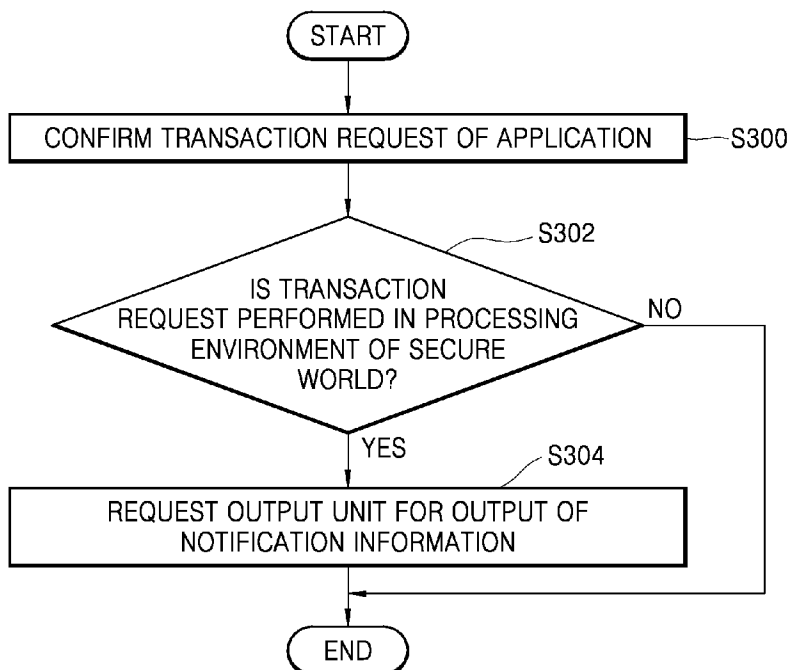 START
CONFIRM TRANSACTION REQUEST OF APPLICATION
S300
S302
IS TRANSACTION
REQUEST PERFORMED IN PROCESSING
ENVIRONMENT OF SECURE
WORLD?
NO
YES
S304
REQUEST OUTPUT UNIT FOR OUTPUT OF
NOTIFICATION INFORMATION
END